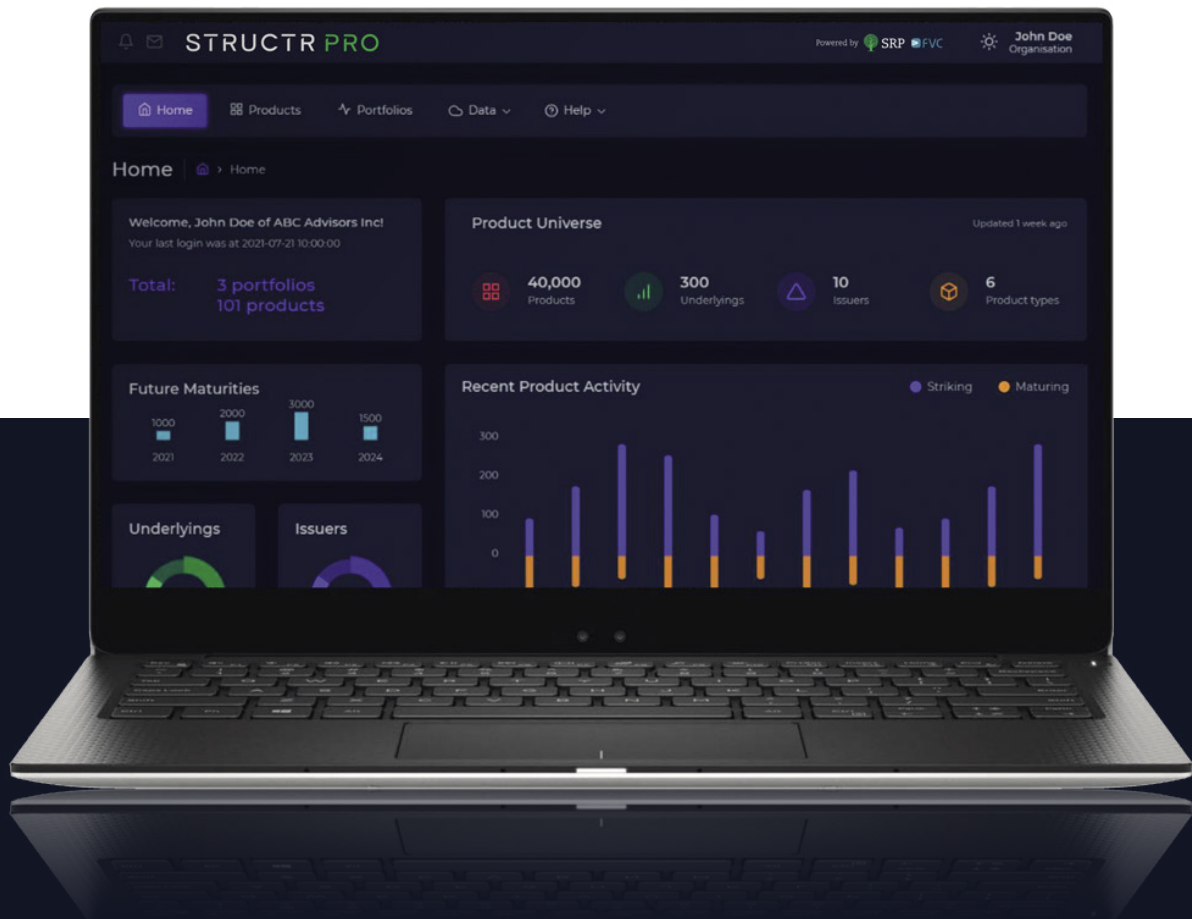 STRUCTR PRO
Powered by SRP FVC
John Doe
Organisation
Home
Products
Portfolios
Data
Help
Home
Home
Welcome, John Doe of ABC Advisors Inc!
Your last login was at 2021-07-21 10:00:00
Total:
3 portfolios
101 products
Product Universe
Updated 1 week ago
40,000
Products
300
Underlyings
10
Issuers
6
Product types
Future Maturities
1000
2000
3000
1500
2021
2022
2023
2024
Recent Product Activity
Striking
Maturing
300
200
100
0
Underlyings
Issuers